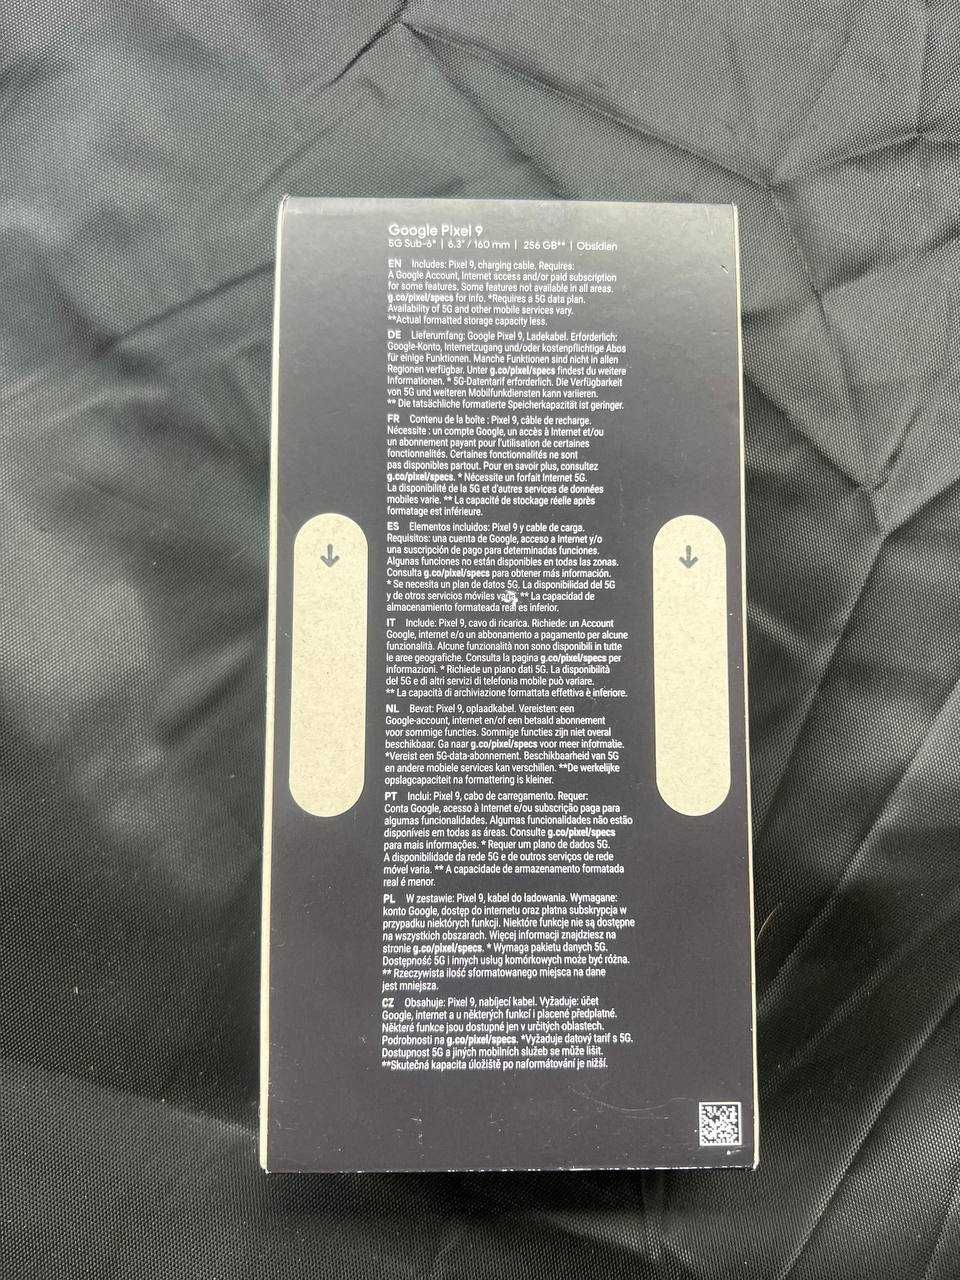 Google Pixel 9
5G Sub-6* | 6.3" / 160 mm | 256 GB** | Obsidian
EN Includes: Pixel 9, charging cable. Requires:
A Google Account, Internet access and/or paid subscription
for some features. Some features not available in all areas.
g.co/pixel/specs for info. *Requires a 5G data plan.
Availability of 5G and other mobile services vary.
**Actual formatted storage capacity less.
DE Lieferumfang: Google Pixel 9, Ladekabel. Erforderlich:
Google-Konto, Internetzugang und/oder kostenpflichtige Abos
für einige Funktionen. Manche Funktionen sind nicht in allen
Regionen verfügbar. Unter g.co/pixel/specs findest du weitere
Informationen. * 5G-Datentarif erforderlich. Die Verfügbarkeit
von 5G und weiteren Mobilfunkdiensten kann variieren.
** Die tatsächliche formatierte Speicherkapazität ist geringer.
FR Contenu de la boîte : Pixel 9, câble de recharge.
Nécessite : un compte Google, un accès à Internet et/ou
un abonnement payant pour l'utilisation de certaines
fonctionnalités. Certaines fonctionnalités ne sont
pas disponibles partout. Pour en savoir plus, consultez
g.co/pixel/specs. * Nécessite un forfait Internet 5G.
La disponibilité de la 5G et d'autres services de données
mobiles varie. ** La capacité de stockage réelle après
formatage est inférieure.
ES Elementos incluidos: Pixel 9 y cable de carga.
Requisitos: una cuenta de Google, acceso a Internet y/o
una suscripción de pago para determinadas funciones.
Algunas funciones no están disponibles en todas las zonas.
Consulta g.co/pixel/specs para obtener más información.
* Se necesita un plan de datos 5G. La disponibilidad del 5G
y de otros servicios móviles varía. ** La capacidad de
almacenamiento formateada real es inferior.
IT Include: Pixel 9, cavo di ricarica. Richiede: un Account
Google, internet e/o un abbonamento a pagamento per alcune
funzionalità. Alcune funzionalità non sono disponibili in tutte
le aree geografiche. Consulta la pagina g.co/pixel/specs per
informazioni. * Richiede un piano dati 5G. La disponibilità
del 5G e di altri servizi di telefonia mobile può variare.
** La capacità di archiviazione formattata effettiva è inferiore.
NL Bevat: Pixel 9, oplaadkabel. Vereisten: een
Google-account, internet en/of een betaald abonnement
voor sommige functies. Sommige functies zijn niet overal
beschikbaar. Ga naar g.co/pixel/specs voor meer informatie.
*Vereist een 5G-data-abonnement. Beschikbaarheid van 5G
en andere mobiele services kan verschillen. **De werkelijke
opslagcapaciteit na formattering is kleiner.
PT Inclui: Pixel 9, cabo de carregamento. Requer:
Conta Google, acesso à Internet e/ou subscrição paga para
algumas funcionalidades. Algumas funcionalidades não estão
disponíveis em todas as áreas. Consulte g.co/pixel/specs
para mais informações. * Requer um plano de dados 5G.
A disponibilidade da rede 5G e de outros serviços de rede
móvel varia. ** A capacidade de armazenamento formatada
real é menor.
PL W zestawie: Pixel 9, kabel do ładowania. Wymagane:
konto Google, dostęp do internetu oraz płatna subskrypcja w
przypadku niektórych funkcji. Niektóre funkcje nie są dostępne
na wszystkich obszarach. Więcej informacji znajdziesz na
stronie g.co/pixel/specs. * Wymaga pakietu danych 5G.
Dostępność 5G i innych usług komórkowych może być różna.
** Rzeczywista ilość sformatowanego miejsca na dane
jest mniejsza.
CZ Obsahuje: Pixel 9, nabíjecí kabel. Vyžaduje: účet
Google, internet a u některých funkcí i placené předplatné.
Některé funkce jsou dostupné jen v určitých oblastech.
Podrobnosti na g.co/pixel/specs. *Vyžaduje datový tarif s 5G.
Dostupnost 5G a jiných mobilních služeb se může lišit.
**Skutečná kapacita úložiště po naformátování je nižší.